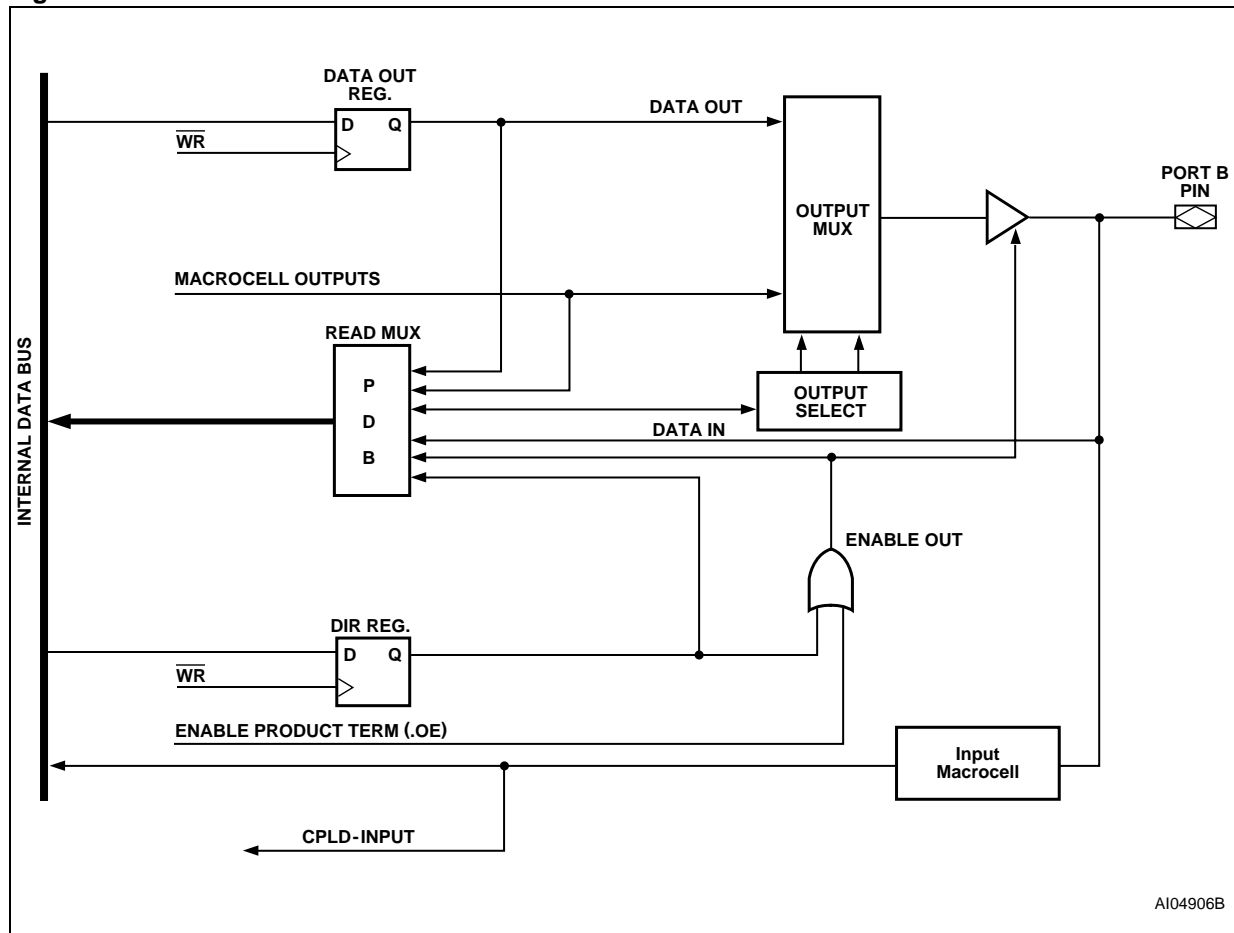 DATA OUT
REG.
D Q
WR
DATA OUT
OUTPUT
MUX
PORT B
PIN
MACROCELL OUTPUTS
READ MUX
P
D
B
OUTPUT
SELECT
DATA IN
INTERNAL DATA BUS
ENABLE OUT
DIR REG.
D Q
WR
ENABLE PRODUCT TERM (.OE)
Input
Macrocell
CPLD-INPUT
AI04906B